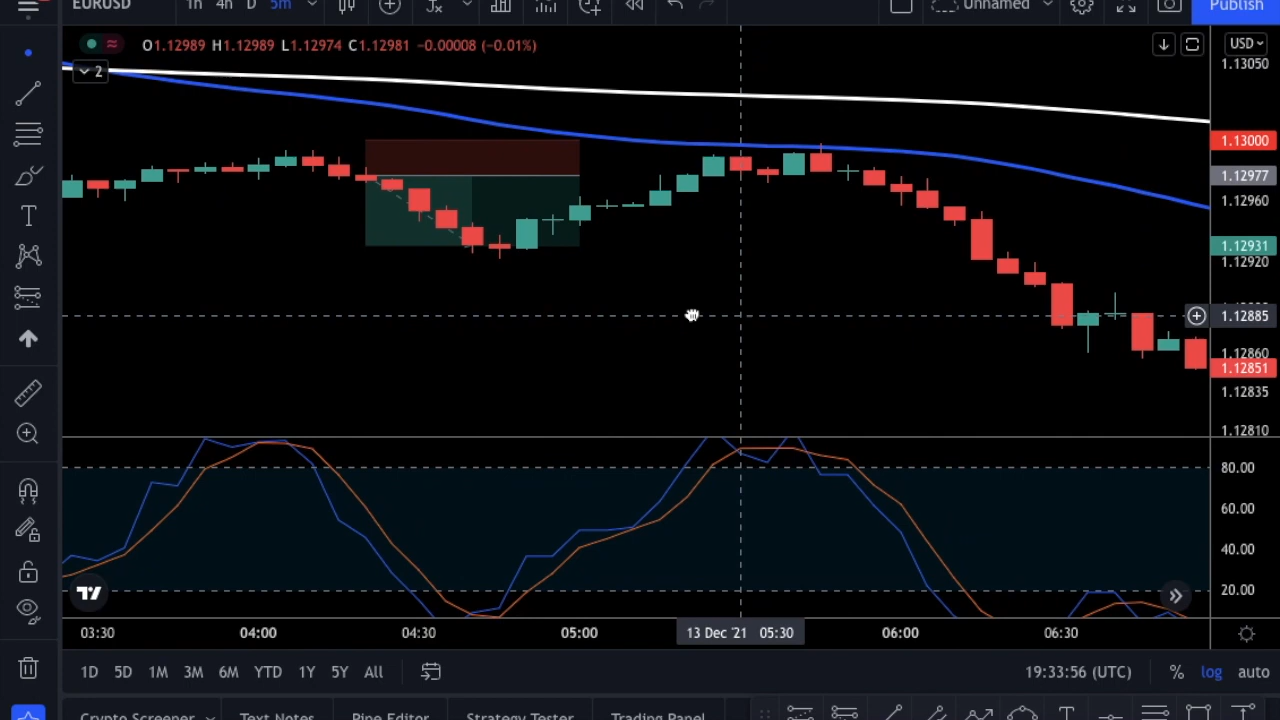 EURUSD 1h 4h D 5m Unnamed Publish
O1.12989 H1.12989 L1.12974 C1.12981 −0.00008 (−0.01%)
2
USD
1.13050
1.13000
1.12977
1.12960
1.12931
1.12920
1.12885
1.12860
1.12851
1.12835
1.12810
80.00
60.00
40.00
20.00
03:30 04:00 04:30 05:00 13 Dec '21 05:30 06:00 06:30
1D 5D 1M 3M 6M YTD 1Y 5Y All 19:33:56 (UTC) % log auto
Crypto Screener Text Notes Pine Editor Strategy Tester Trading Panel